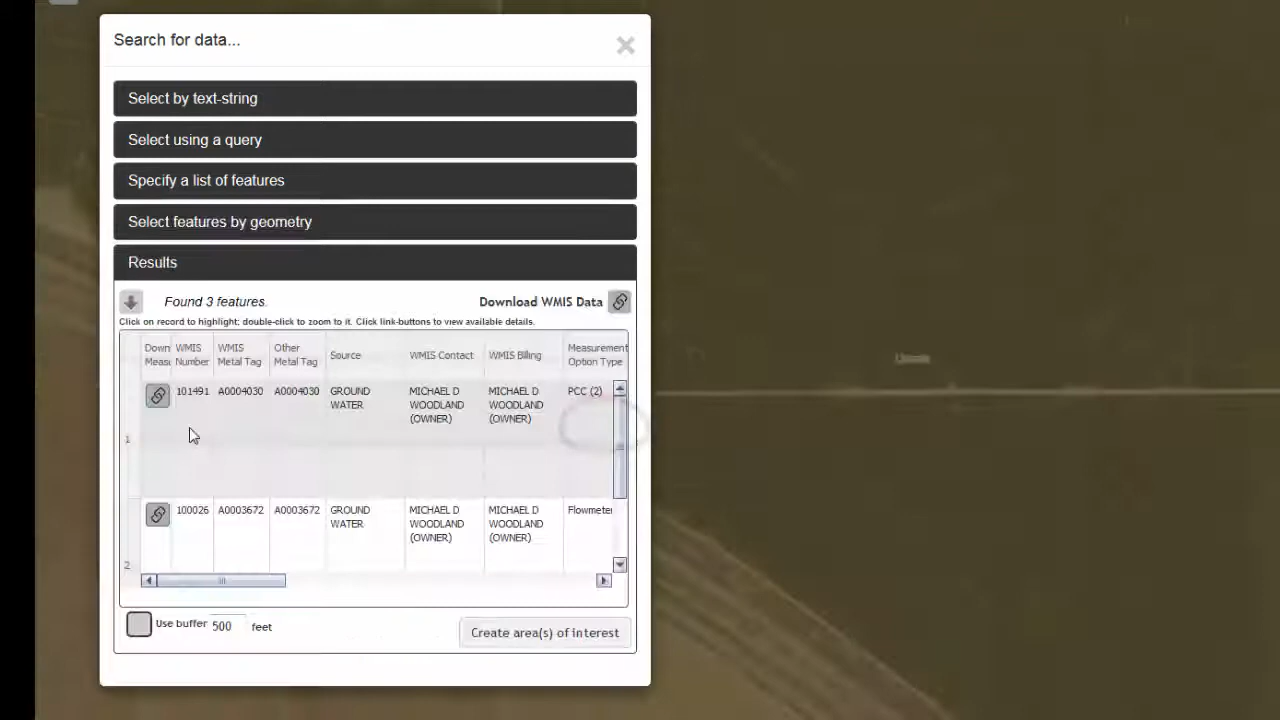 Search for data...
Select by text-string
Select using a query
Specify a list of features
Select features by geometry
Results
Found 3 features. Download WMIS Data
Click on record to highlight; double-click to zoom to it. Click link-buttons to view available details.
Down WMIS WMIS Other Source WMIS Contact WMIS Billing Measurement
Measu Number Metal Tag Metal Tag Option Type
101491 A0004030 A0004030 GROUND MICHAEL D MICHAEL D PCC (2)
WATER WOODLAND WOODLAND
(OWNER) (OWNER)
1
100026 A0003672 A0003672 GROUND MICHAEL D MICHAEL D Flowmeter
WATER WOODLAND WOODLAND
(OWNER) (OWNER)
2
Use buffer 500 feet
Create area(s) of interest